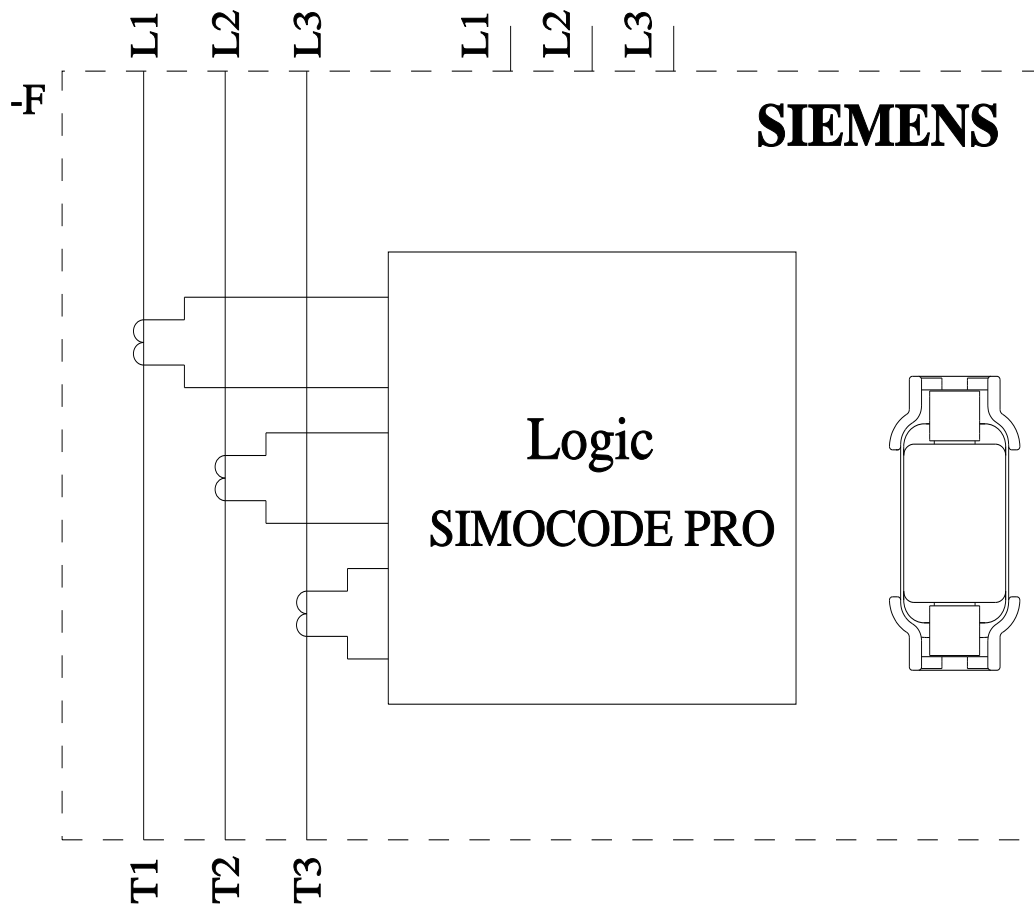 L1 L2 L3 L1 L2 L3
-F
SIEMENS
Logic
SIMOCODE PRO
T1 T2 T3